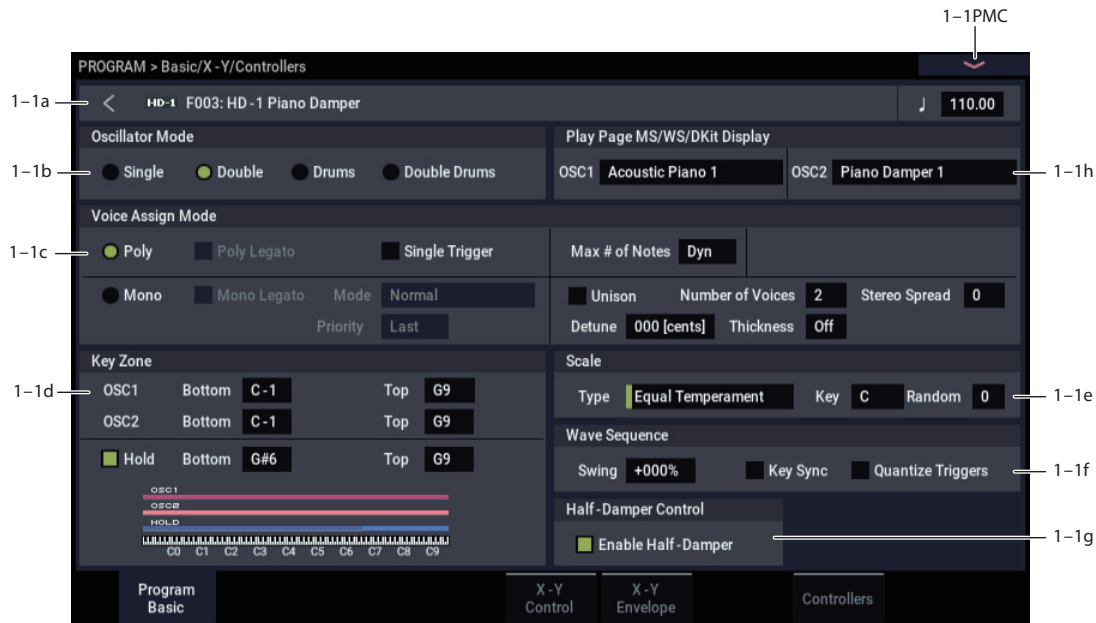 1–1PMC
PROGRAM > Basic/X-Y/Controllers
1–1a
HD-1 F003: HD-1 Piano Damper
♩ 110.00
Oscillator Mode
Play Page MS/WS/DKit Display
1–1b
Single Double Drums Double Drums
OSC1 Acoustic Piano 1 OSC2 Piano Damper 1
1–1h
Voice Assign Mode
1–1c
Poly Poly Legato Single Trigger Max # of Notes Dyn
Mono Mono Legato Mode Normal
Unison Number of Voices 2 Stereo Spread 0
Priority Last
Detune 000 [cents] Thickness Off
Key Zone
Scale
1–1d
OSC1 Bottom C-1 Top G9
Type Equal Temperament Key C Random 0
1–1e
OSC2 Bottom C-1 Top G9
Wave Sequence
Hold Bottom G#6 Top G9
Swing +000% Key Sync Quantize Triggers
1–1f
OSC1
OSC2
HOLD
C0 C1 C2 C3 C4 C5 C6 C7 C8 C9
Half-Damper Control
Enable Half-Damper
1–1g
Program
Basic
X-Y
Control
X-Y
Envelope
Controllers